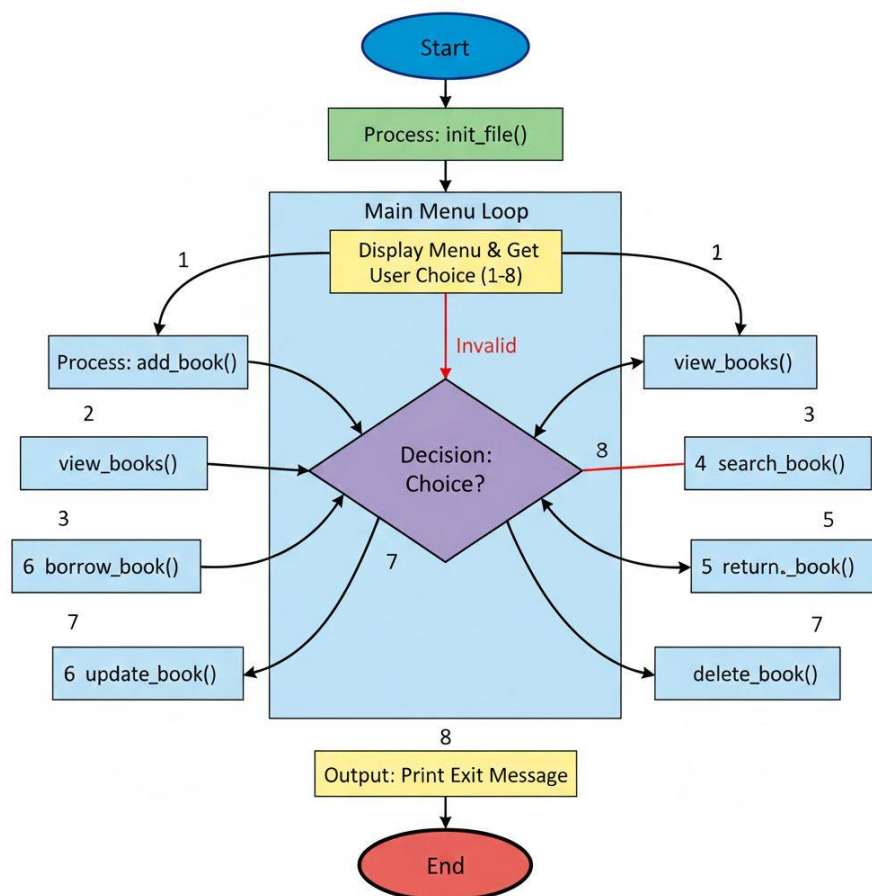 Start
Process: init_file()
Main Menu Loop
Display Menu & Get
User Choice (1-8)
1
1
Invalid
Process: add_book()
view_books()
2
3
view_books()
Decision:
Choice?
8
4 search_book()
3
5
6 borrow_book()
7
5 return._book()
7
7
6 update_book()
delete_book()
8
Output: Print Exit Message
End